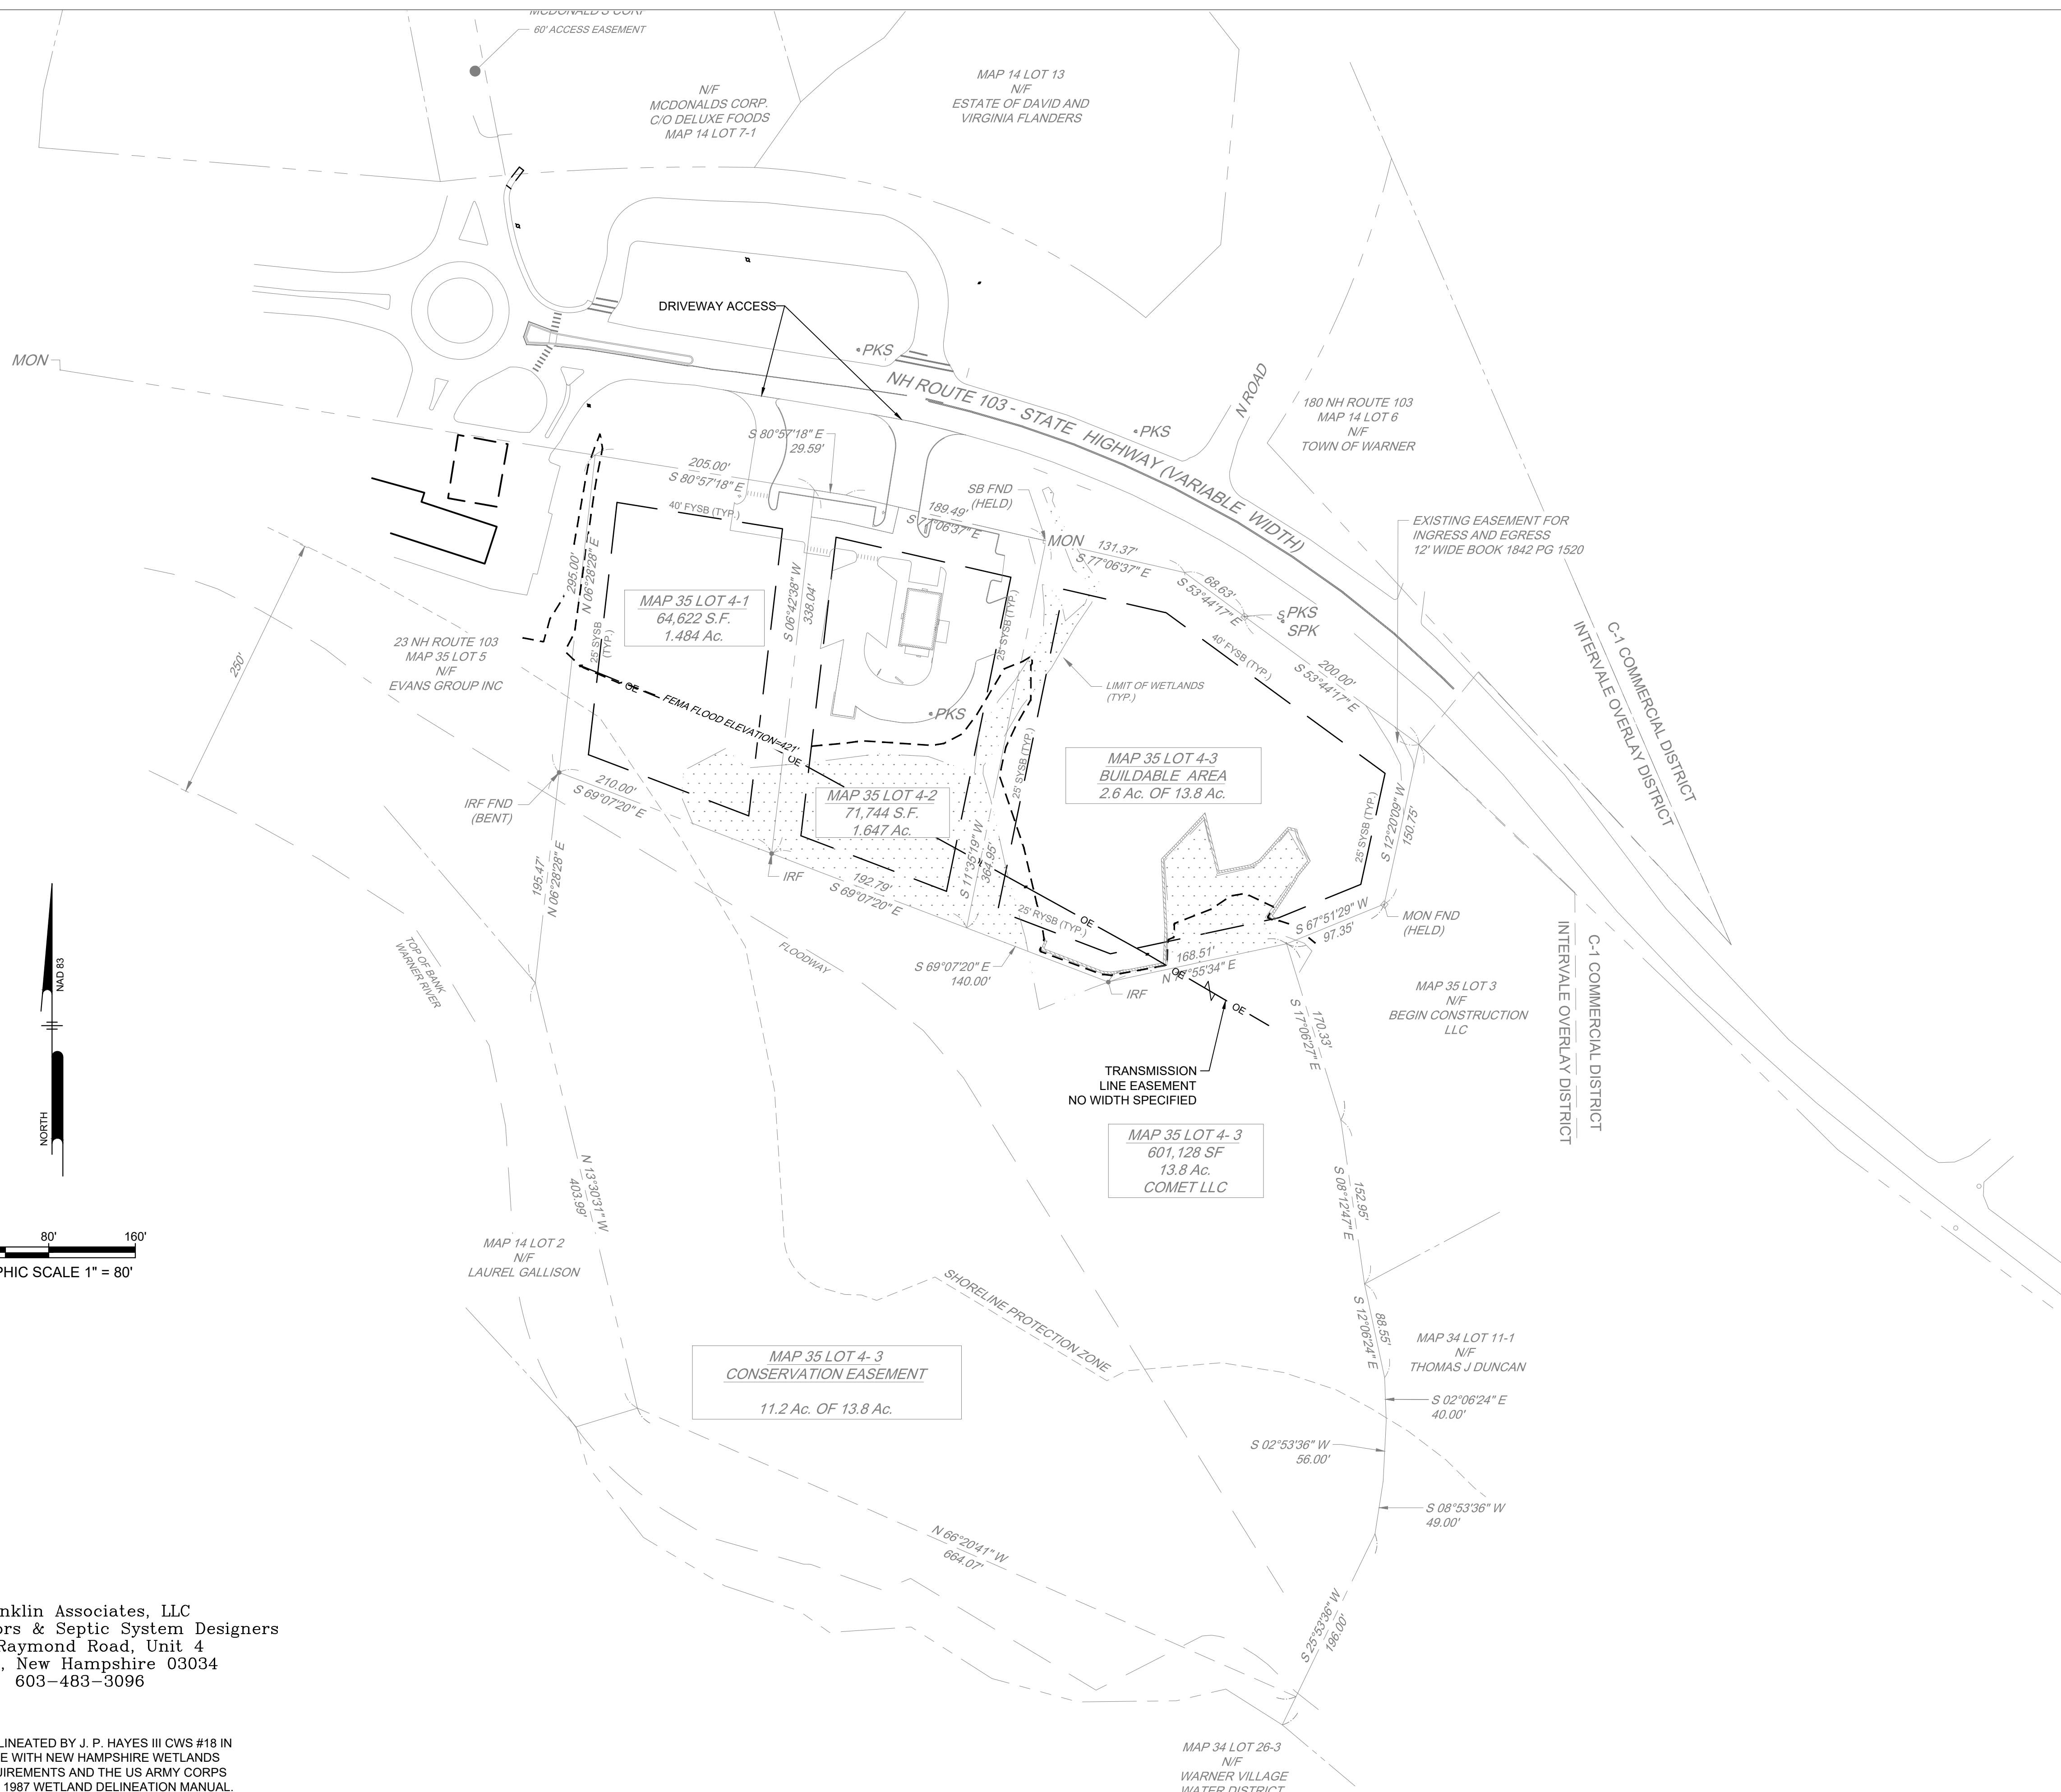 MCDONALD'S CORP
60' ACCESS EASEMENT
N/F
MCDONALDS CORP.
C/O DELUXE FOODS
MAP 14 LOT 7-1
MAP 14 LOT 13
N/F
ESTATE OF DAVID AND
VIRGINIA FLANDERS
DRIVEWAY ACCESS
MON
PKS
NH ROUTE 103 - STATE HIGHWAY (VARIABLE WIDTH)
N ROAD
PKS
180 NH ROUTE 103
MAP 14 LOT 6
N/F
TOWN OF WARNER
S 80°57'18" E
29.59'
205.00'
S 80°57'18" E
SB FND
(HELD)
189.49'
S 77°06'37" E
40' FYSB (TYP.)
MON
131.37'
S 77°06'37" E
68.63'
S 53°44'17" E
PKS
SPK
EXISTING EASEMENT FOR
INGRESS AND EGRESS
12' WIDE BOOK 1842 PG 1520
295.00'
N 06°28'28" E
S 06°42'38" W
338.04'
MAP 35 LOT 4-1
64,622 S.F.
1.484 Ac.
25' SYSB
(TYP.)
25' SYSB (TYP.)
23 NH ROUTE 103
MAP 35 LOT 5
N/F
EVANS GROUP INC
250'
OE
FEMA FLOOD ELEVATION=421'
OE
PKS
LIMIT OF WETLANDS
(TYP.)
40' FYSB (TYP.)
200.00'
S 53°44'17" E
C-1 COMMERCIAL DISTRICT
INTERVALE OVERLAY DISTRICT
MAP 35 LOT 4-3
BUILDABLE AREA
2.6 Ac. OF 13.8 Ac.
25' SYSB (TYP.)
IRF FND
(BENT)
210.00'
S 69°07'20" E
MAP 35 LOT 4-2
71,744 S.F.
1.647 Ac.
25' SYSB (TYP.)
S 12°20'09" W
150.75'
S 11°35'19" W
364.95'
IRF
192.79'
S 69°07'20" E
195.47'
N 06°28'28" E
25' RYSB (TYP.)
OE
S 67°51'29" W
97.35'
MON FND
(HELD)
TOP OF BANK
WARNER RIVER
FLOODWAY
S 69°07'20" E
140.00'
168.51'
N 77°55'34" E
OE
IRF
OE
MAP 35 LOT 3
N/F
BEGIN CONSTRUCTION
LLC
C-1 COMMERCIAL DISTRICT
INTERVALE OVERLAY DISTRICT
NAD 83
NORTH
170.33'
S 17°06'27" E
TRANSMISSION
LINE EASEMENT
NO WIDTH SPECIFIED
MAP 35 LOT 4- 3
601,128 SF
13.8 Ac.
COMET LLC
N 13°30'31" W
403.99'
152.95'
S 08°12'47" E
80'
160'
PHIC SCALE 1" = 80'
MAP 14 LOT 2
N/F
LAUREL GALLISON
SHORELINE PROTECTION ZONE
88.55'
S 12°06'24" E
MAP 34 LOT 11-1
N/F
THOMAS J DUNCAN
MAP 35 LOT 4- 3
CONSERVATION EASEMENT
11.2 Ac. OF 13.8 Ac.
S 02°06'24" E
40.00'
S 02°53'36" W
56.00'
S 08°53'36" W
49.00'
N 66°20'41" W
664.07'
S 25°53'36" W
196.00'
nklin Associates, LLC
ors & Septic System Designers
Raymond Road, Unit 4
, New Hampshire 03034
603-483-3096
LINEATED BY J. P. HAYES III CWS #18 IN
E WITH NEW HAMPSHIRE WETLANDS
UIREMENTS AND THE US ARMY CORPS
1987 WETLAND DELINEATION MANUAL.
MAP 34 LOT 26-3
N/F
WARNER VILLAGE
WATER DISTRICT